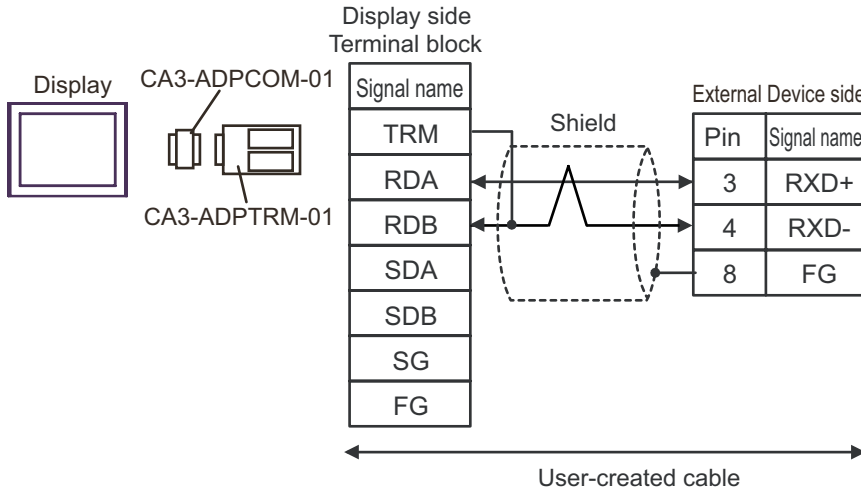 Display side
Terminal block
Display
CA3-ADPCOM-01
CA3-ADPTRM-01
Signal name
TRM
RDA
RDB
SDA
SDB
SG
FG
Shield
External Device side
Pin Signal name
3 RXD+
4 RXD-
8 FG
User-created cable